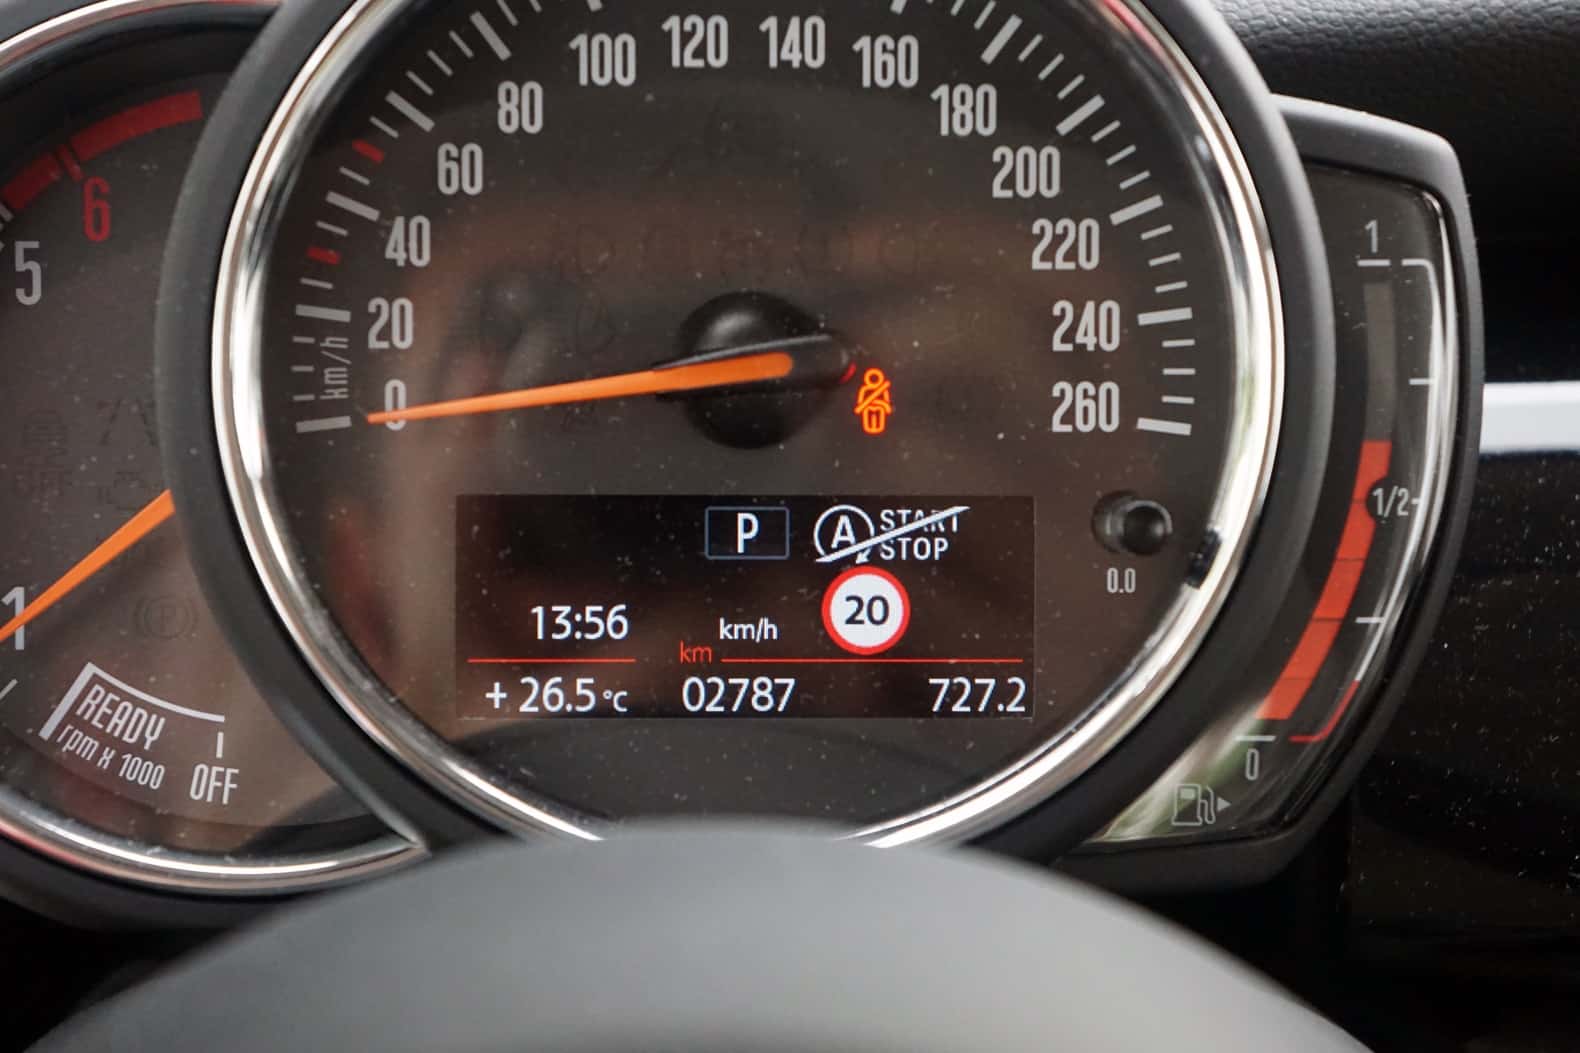 100 120 140 160
80 180
60 200
40 220
20 240
0 260
km/h
6
5
1
READY
rpm x 1000
OFF
P A START STOP
20
13:56 km/h
km
+ 26.5 °C 02787 727.2
0.0
1
1/2
0